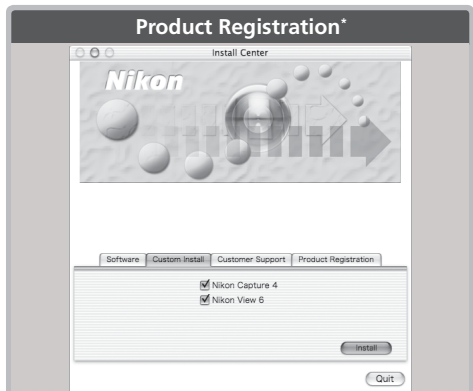 Product Registration*
Install Center
Nikon
Software Custom Install Customer Support Product Registration
Nikon Capture 4
Nikon View 6
Install
Quit